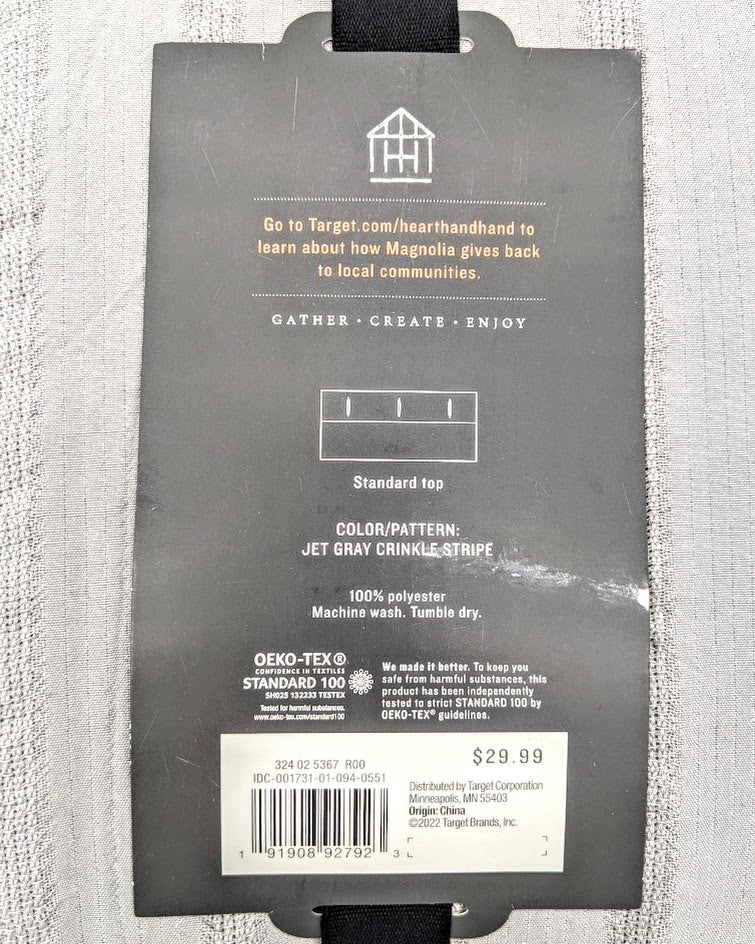 Go to Target.com/hearthandhand to
learn about how Magnolia gives back
to local communities.
GATHER · CREATE · ENJOY
Standard top
COLOR/PATTERN:
JET GRAY CRINKLE STRIPE
100% polyester
Machine wash. Tumble dry.
OEKO-TEX®
CONFIDENCE IN TEXTILES
STANDARD 100
SH025 132233 TESTEX
Tested for harmful substances.
www.oeko-tex.com/standard100
We made it better. To keep you
safe from harmful substances, this
product has been independently
tested to strict STANDARD 100 by
OEKO-TEX® guidelines.
324 02 5367 R00
IDC-001731-01-094-0551
1 91908 92792 3
$29.99
Distributed by Target Corporation
Minneapolis, MN 55403
Origin: China
©2022 Target Brands, Inc.